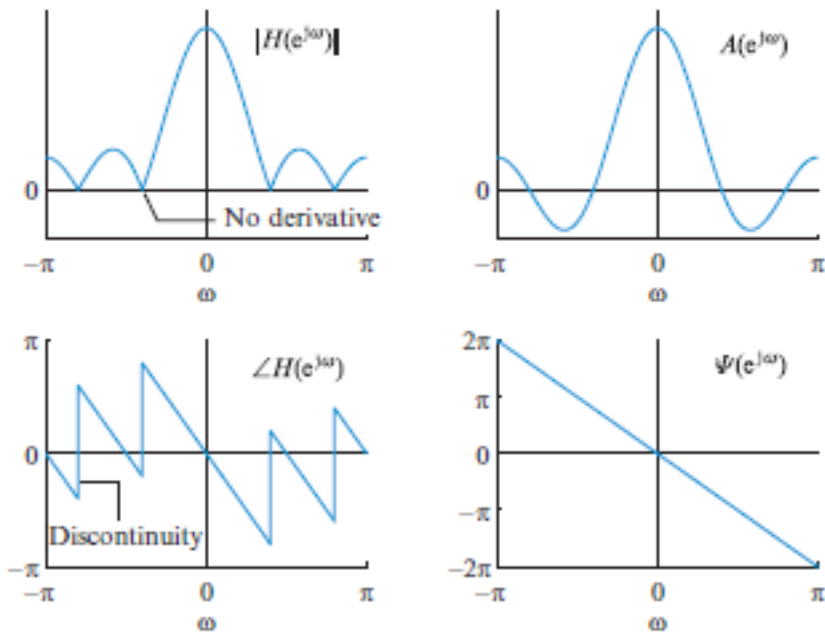 |H(e^{jω})|
0
No derivative
−π
0
π
ω
A(e^{jω})
0
−π
0
π
ω
π
∠H(e^{jω})
0
Discontinuity
−π
−π
0
π
ω
2π
Ψ(e^{jω})
π
0
−π
−2π
−π
0
π
ω